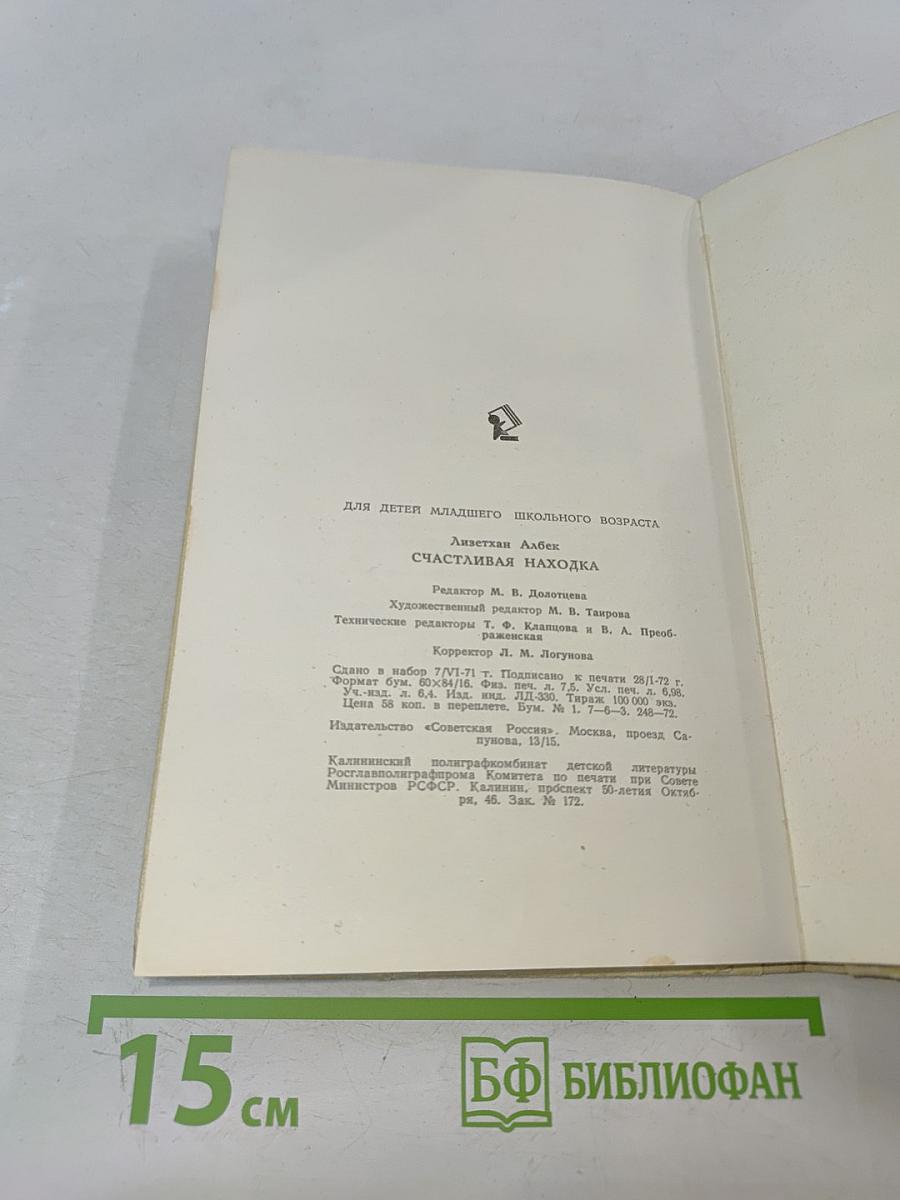 ДЛЯ ДЕТЕЙ МЛАДШЕГО ШКОЛЬНОГО ВОЗРАСТА
Лизетхан Албек
СЧАСТЛИВАЯ НАХОДКА
Редактор М. В. Долотцева
Художественный редактор М. В. Таирова
Технические редакторы Т. Ф. Клапцова и В. А. Преоб-
раженская
Корректор Л. М. Логунова
Сдано в набор 7/VI-71 г. Подписано к печати 28/I-72 г.
Формат бум. 60×84/16. Физ. печ. л. 7,5. Усл. печ. л. 6,98.
Уч.-изд. л. 6,4. Изд. инд. ЛД-330. Тираж 100 000 экз.
Цена 58 коп. в переплете. Бум. № 1. 7—6—3. 248—72.
Издательство «Советская Россия». Москва, проезд Са-
пунова, 13/15.
Калининский полиграфкомбинат детской литературы
Росглавполиграфпрома Комитета по печати при Совете
Министров РСФСР. Калинин, проспект 50-летия Октяб-
ря, 46. Зак. № 172.
15 см
БФ БИБЛИОФАН